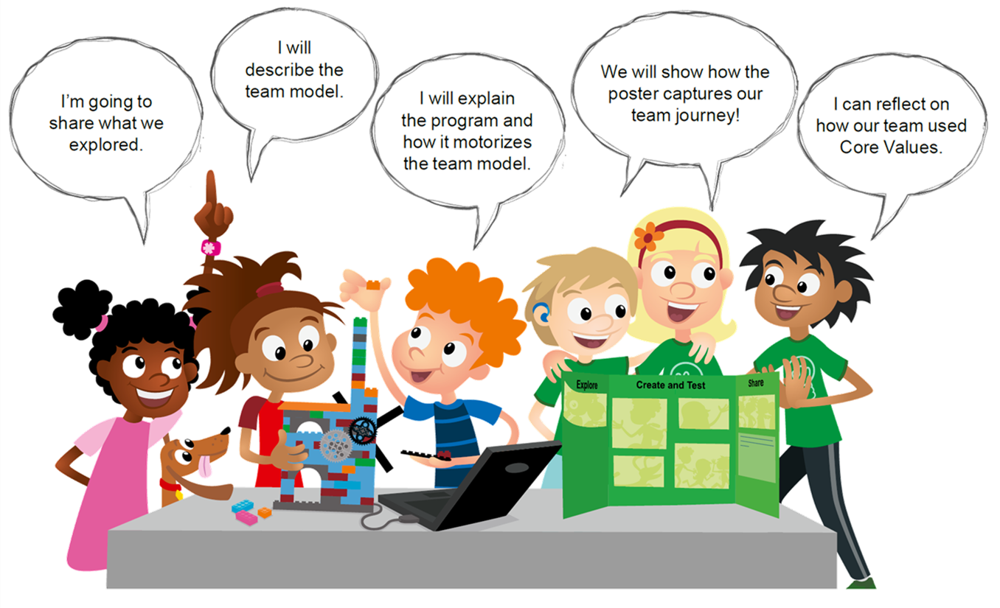 I’m going to
share what we
explored.
I will
describe the
team model.
I will explain
the program and
how it motorizes
the team model.
We will show how the
poster captures our
team journey!
I can reflect on
how our team used
Core Values.
Explore
Create and Test
Share